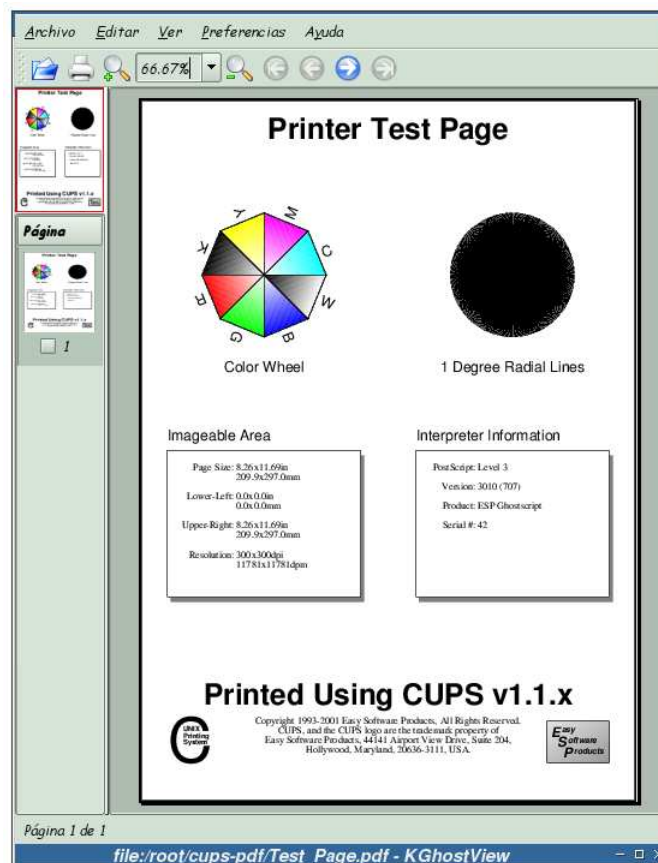 Archivo Editar Ver Preferencias Ayuda
66.67%
Página
1
Printer Test Page
Y M
K C
R W
G B
Color Wheel
1 Degree Radial Lines
Imageable Area
Page Size: 8.26x11.69in
209.9x297.0mm
Lower-Left: 0.0x0.0in
0.0x0.0mm
Upper-Right: 8.26x11.69in
209.9x297.0mm
Resolution: 300x300dpi
11781x11781dpm
Interpreter Information
PostScript: Level 3
Version: 3010 (707)
Product: ESP Ghostscript
Serial #: 42
Printed Using CUPS v1.1.x
UNIX
Printing
System
Copyright 1993-2001 Easy Software Products, All Rights Reserved.
CUPS, and the CUPS logo are the trademark property of
Easy Software Products, 44141 Airport View Drive, Suite 204,
Hollywood, Maryland, 20636-3111, USA.
Easy
Software
Products
Página 1 de 1
file:/root/cups-pdf/Test_Page.pdf - KGhostView